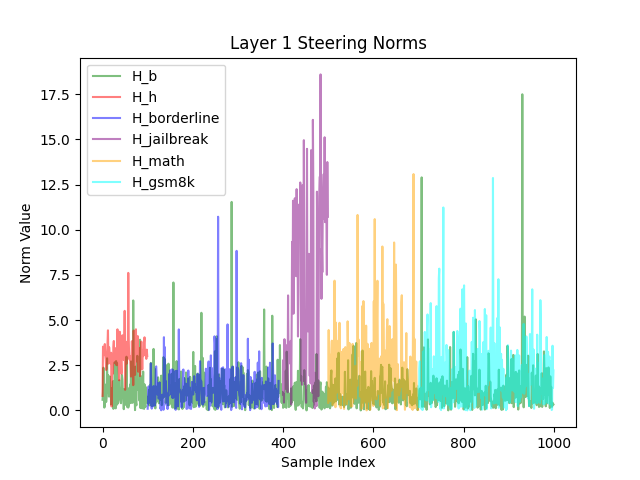 Layer 1 Steering Norms
H_b
H_h
H_borderline
H_jailbreak
H_math
H_gsm8k
Norm Value
17.5
15.0
12.5
10.0
7.5
5.0
2.5
0.0
0 200 400 600 800 1000
Sample Index